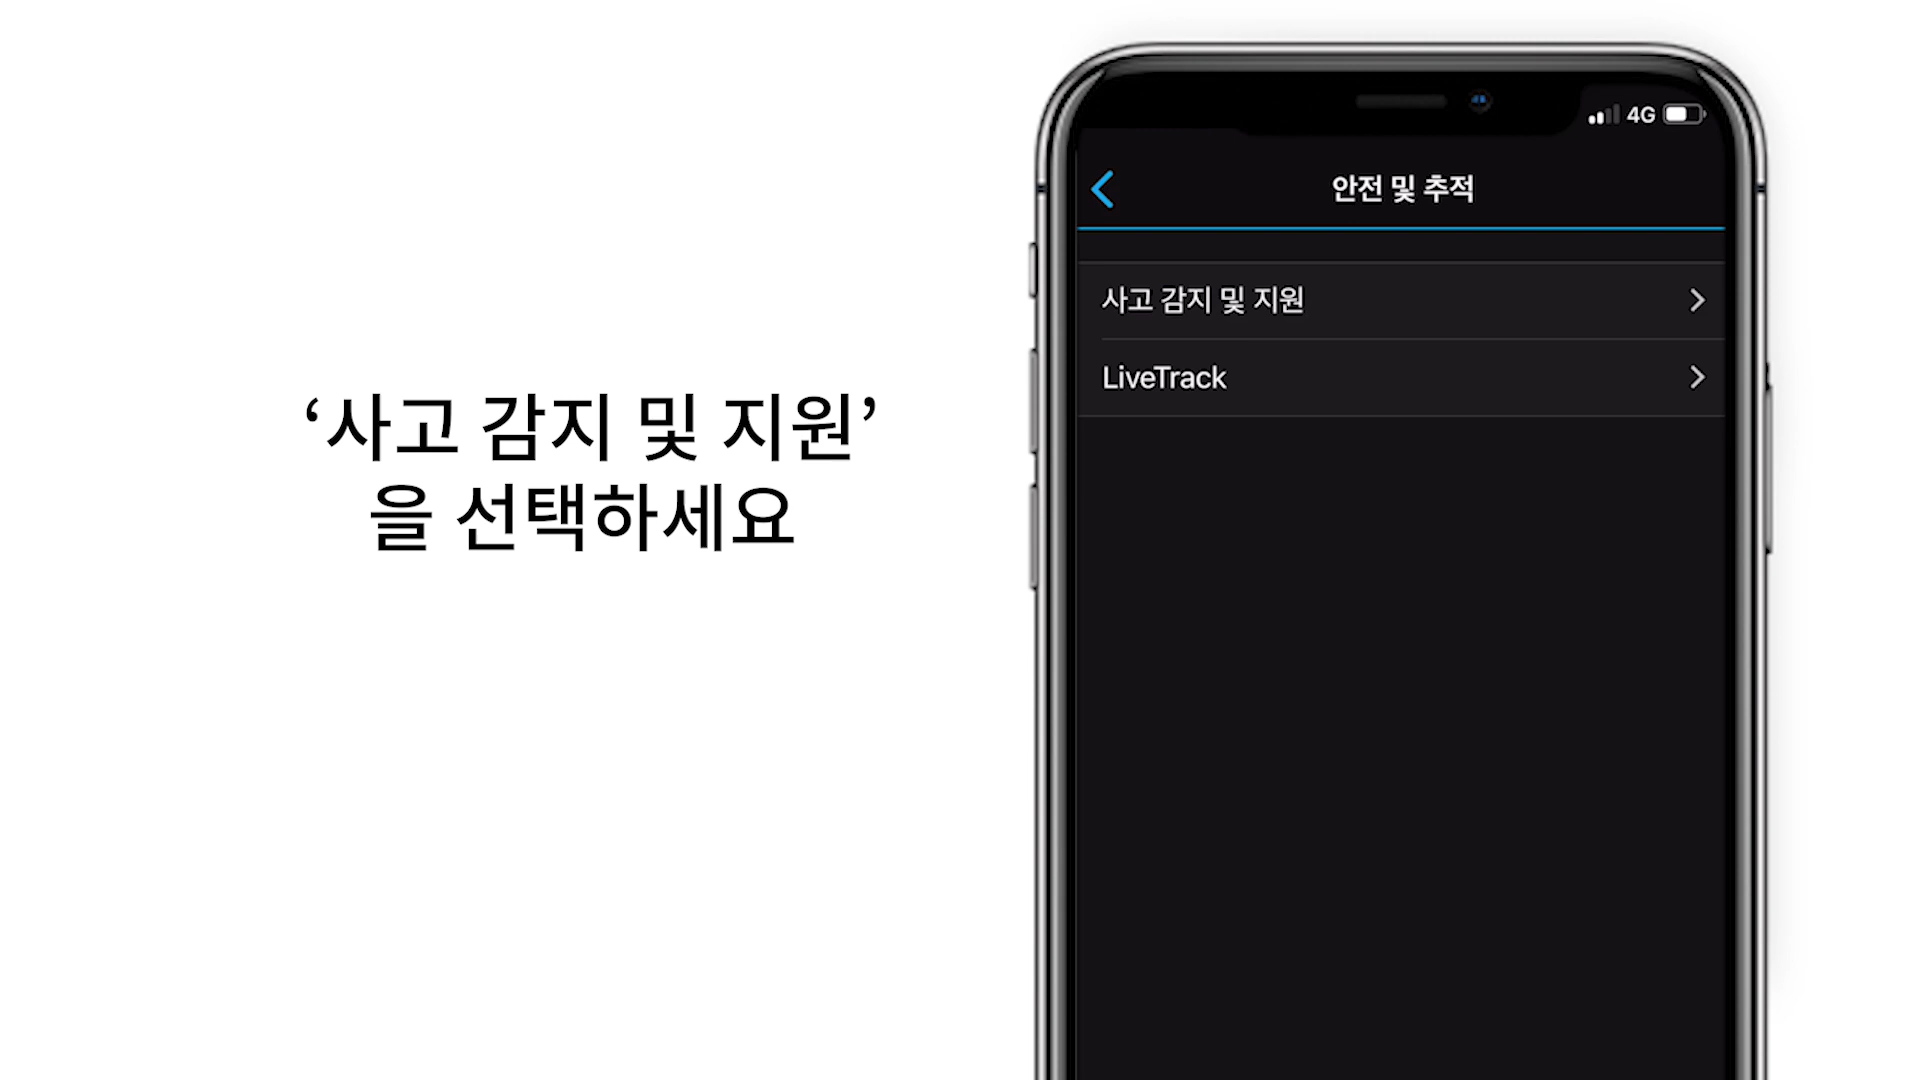 ‘사고 감지 및 지원’
을 선택하세요
4G
안전 및 추적
사고 감지 및 지원
LiveTrack